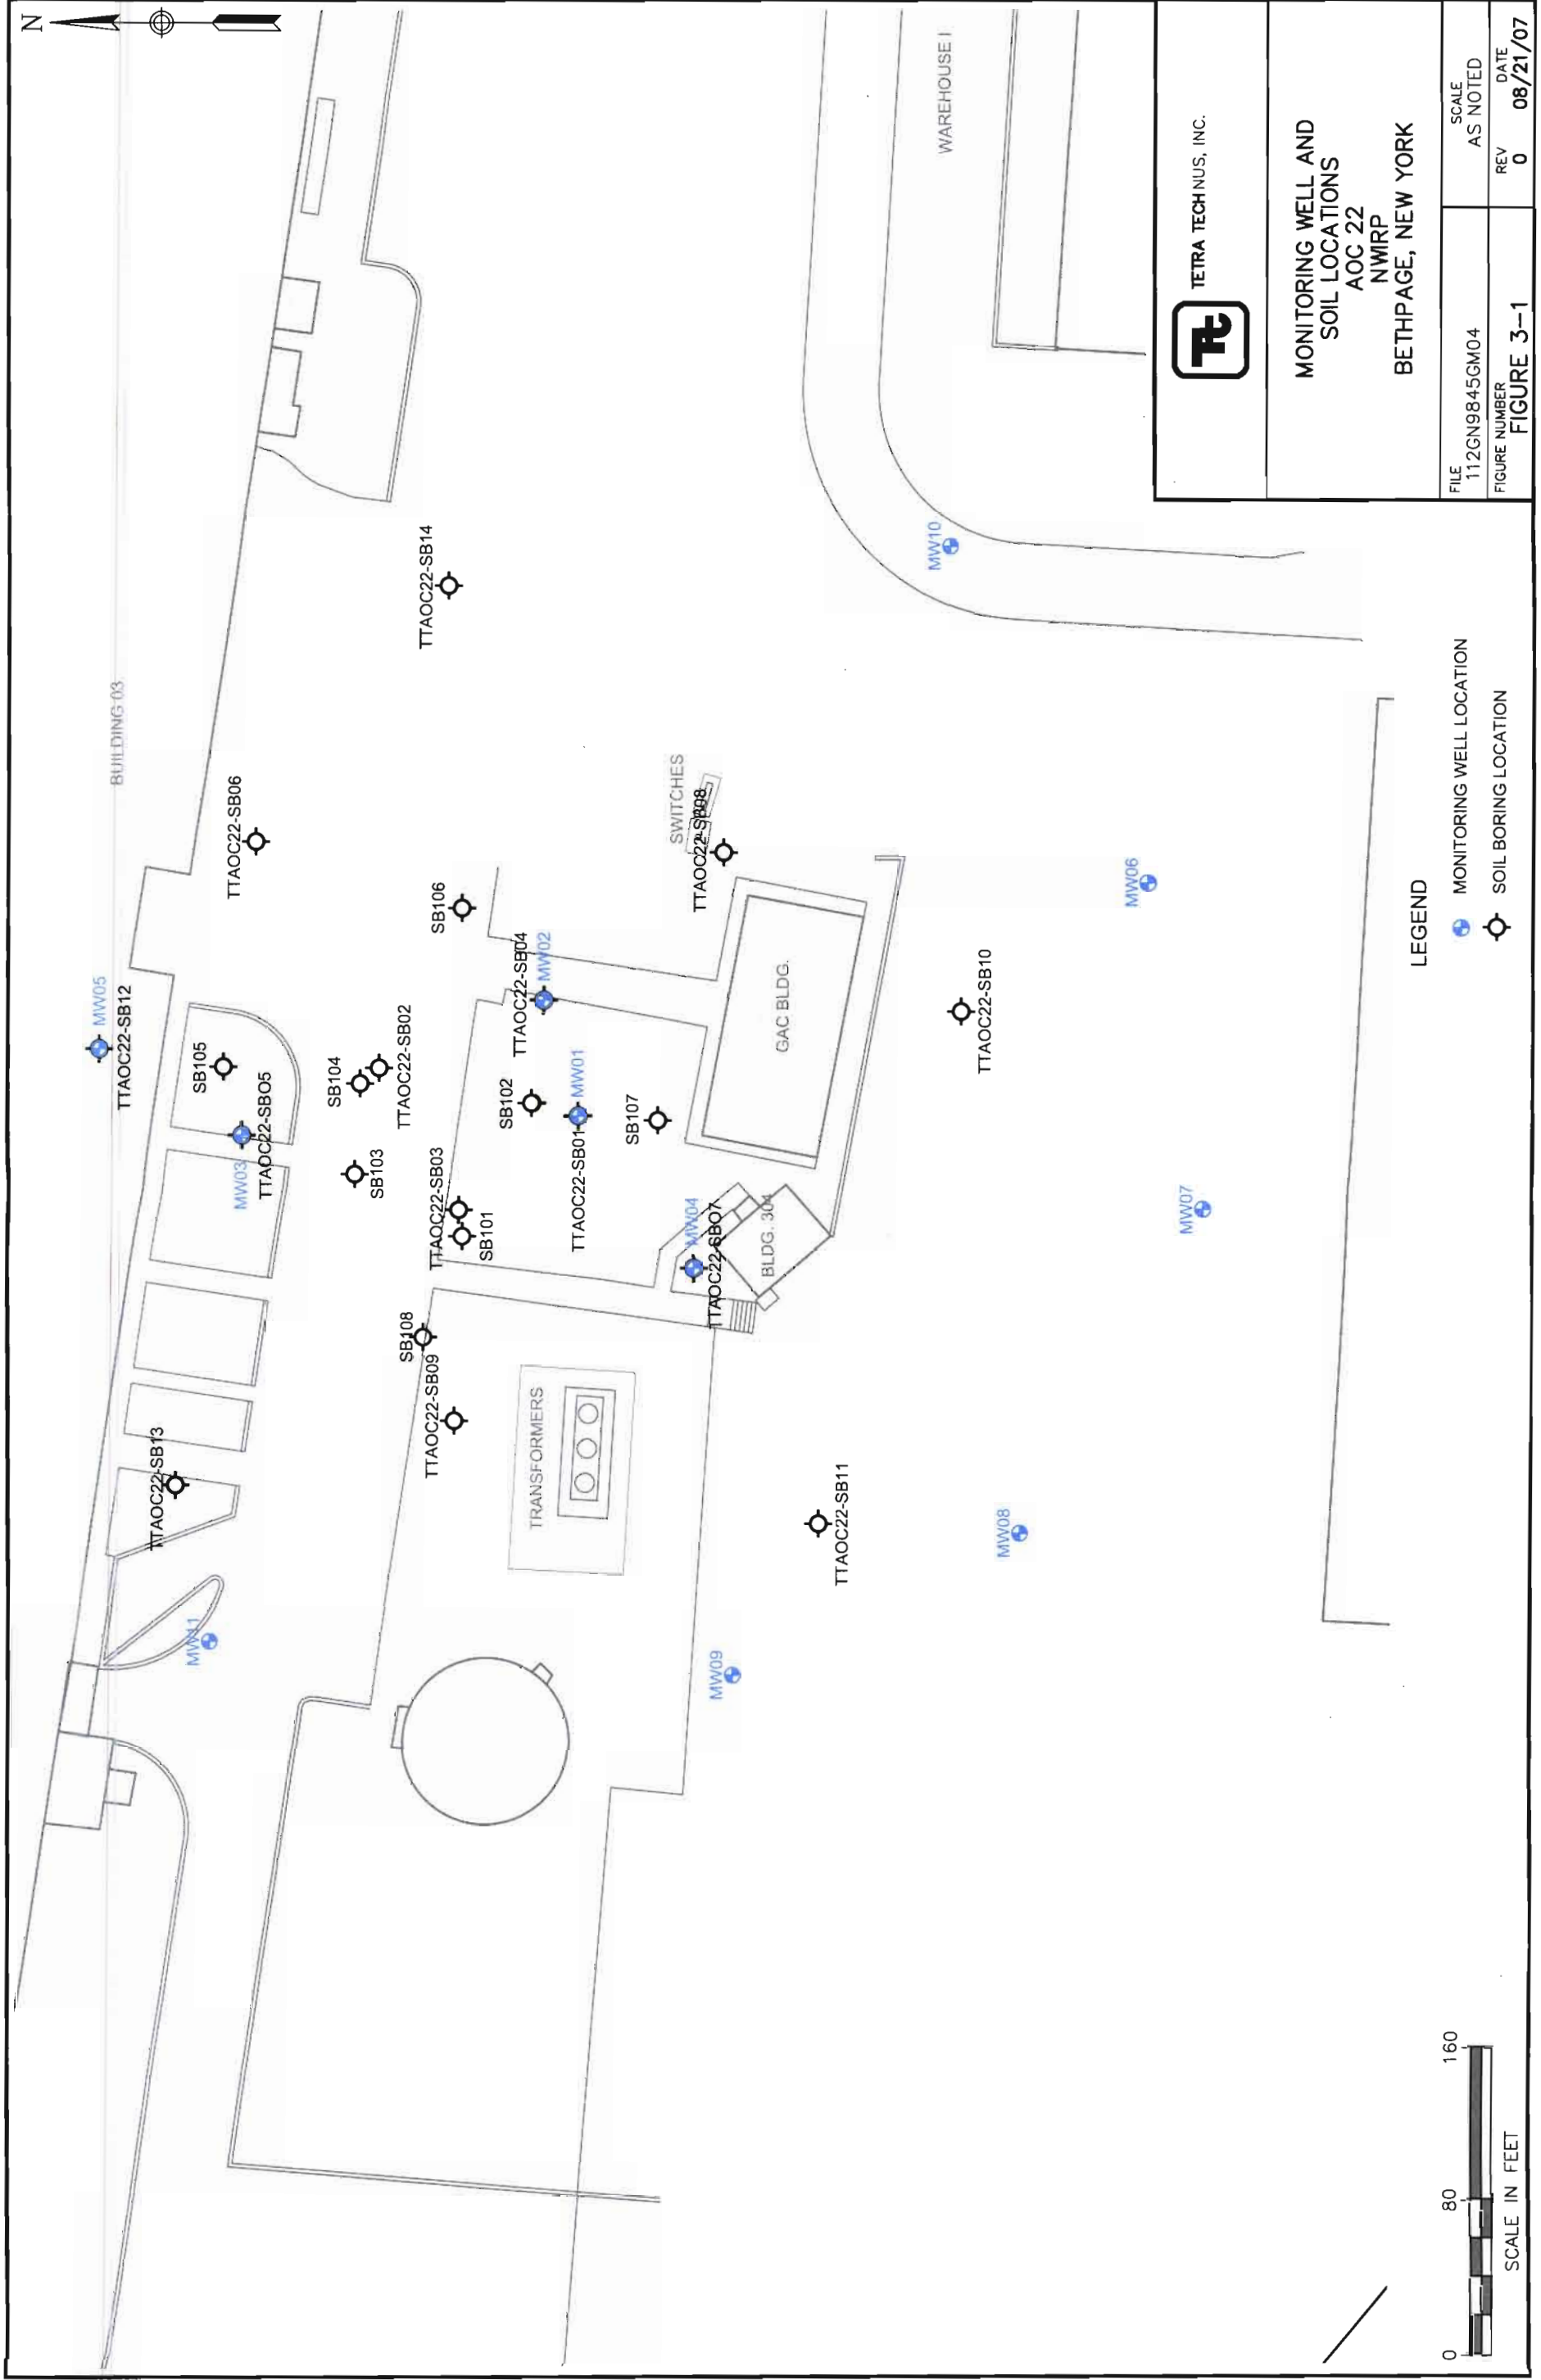 N
BUILDING 03
MW05
TTAOC22-SB12
TTAOC22-SB13
MW11
SB105
MW03
TTAOC22-SBO5
TTAOC22-SB06
SB104
TTAOC22-SB02
SB103
TTAOC22-SB03
SB101
SB108
TTAOC22-SB09
SB106
TTAOC22-SB14
TTAOC22-SB04
MW02
SB102
MW01
TTAOC22-SB01
SB107
TRANSFORMERS
MW04
TTAOC22-SBO7
BLDG. 304
GAC BLDG.
SWITCHES
TTAOC22-SB08
MW09
TTAOC22-SB11
MW08
TTAOC22-SB10
MW07
MW06
MW10
WAREHOUSE I
LEGEND
MONITORING WELL LOCATION
SOIL BORING LOCATION
0 80 160
SCALE IN FEET
Tt
TETRA TECH NUS, INC.
MONITORING WELL AND
SOIL LOCATIONS
AOC 22
NWIRP
BETHPAGE, NEW YORK
FILE
112GN9845GM04
SCALE
AS NOTED
FIGURE NUMBER
FIGURE 3-1
REV
0
DATE
08/21/07